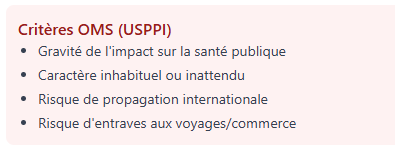 Critères OMS (USPPI)
• Gravité de l'impact sur la santé publique
• Caractère inhabituel ou inattendu
• Risque de propagation internationale
• Risque d'entraves aux voyages/commerce